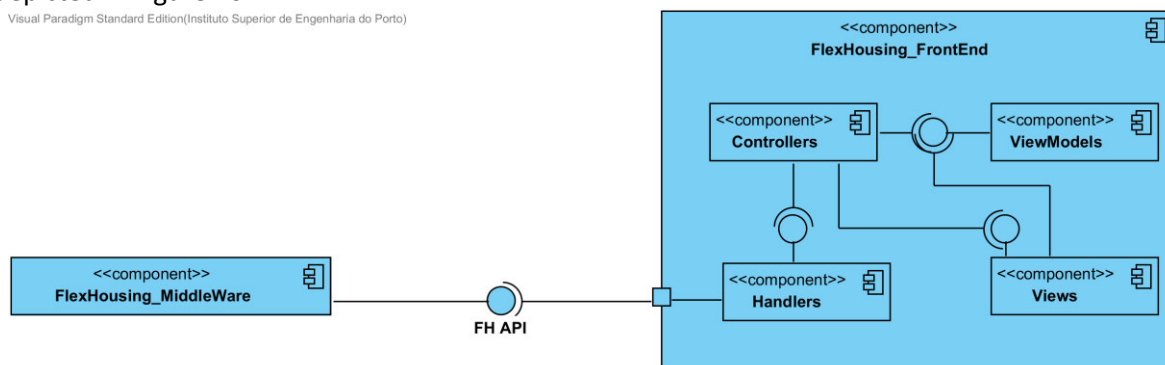 Visual Paradigm Standard Edition(Instituto Superior de Engenharia do Porto)
<<component>>
FlexHousing_FrontEnd
<<component>>
Controllers
<<component>>
ViewModels
<<component>>
FlexHousing_MiddleWare
FH API
<<component>>
Handlers
<<component>>
Views